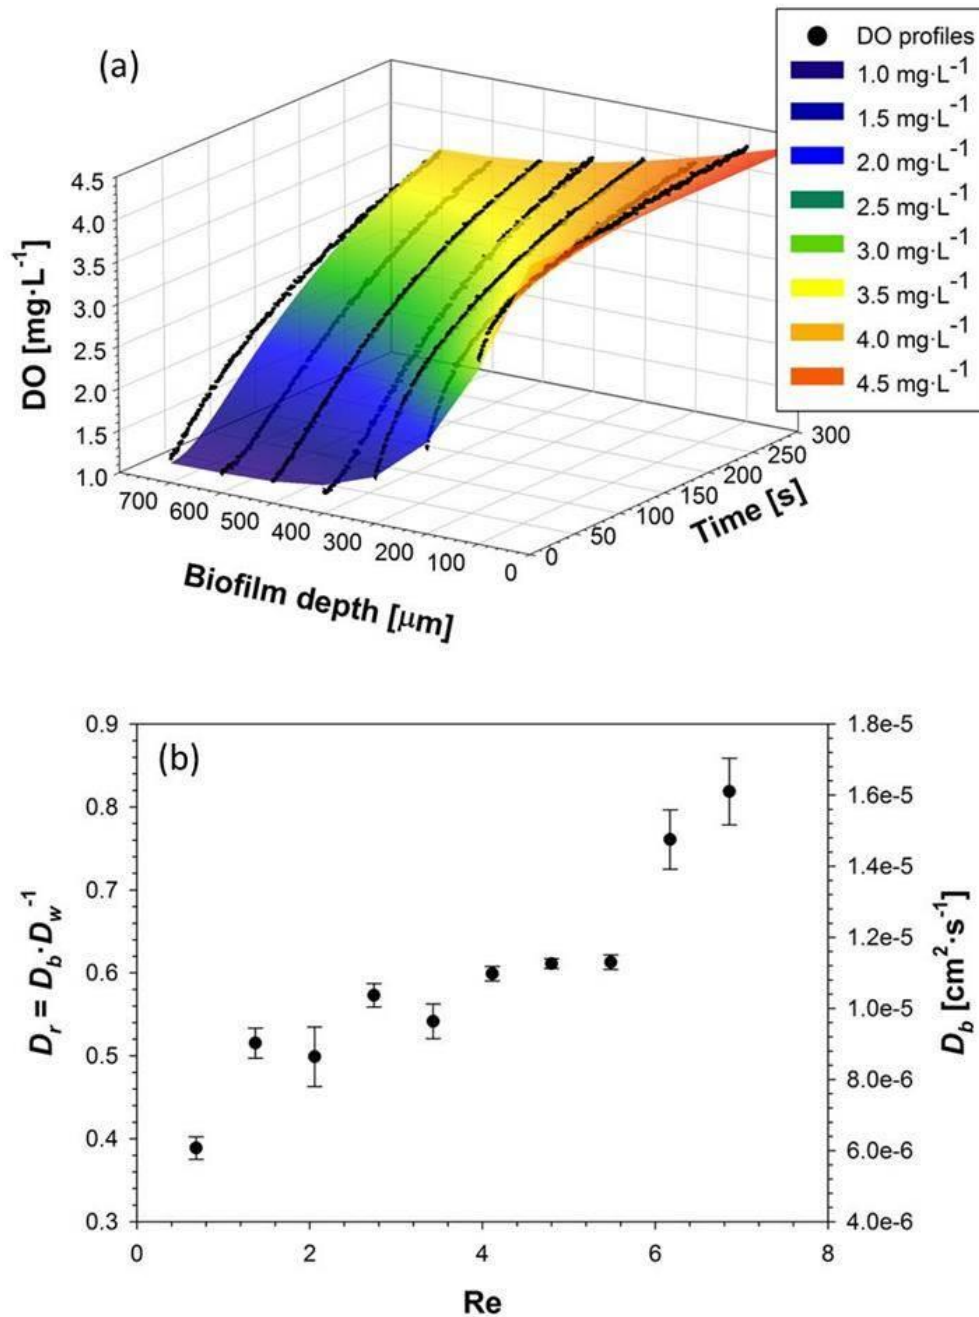 (a)
DO profiles
1.0 mg·L⁻¹
1.5 mg·L⁻¹
2.0 mg·L⁻¹
2.5 mg·L⁻¹
3.0 mg·L⁻¹
3.5 mg·L⁻¹
4.0 mg·L⁻¹
4.5 mg·L⁻¹
DO [mg·L⁻¹]
4.5
4.0
3.5
3.0
2.5
2.0
1.5
1.0
700
600
500
400
300
200
100
0
Biofilm depth [μm]
0
50
100
150
200
250
300
Time [s]
(b)
Dr = Db·Dw⁻¹
0.9
0.8
0.7
0.6
0.5
0.4
0.3
1.8e-5
1.6e-5
1.4e-5
1.2e-5
1.0e-5
8.0e-6
6.0e-6
4.0e-6
Db [cm²·s⁻¹]
0 2 4 6 8
Re